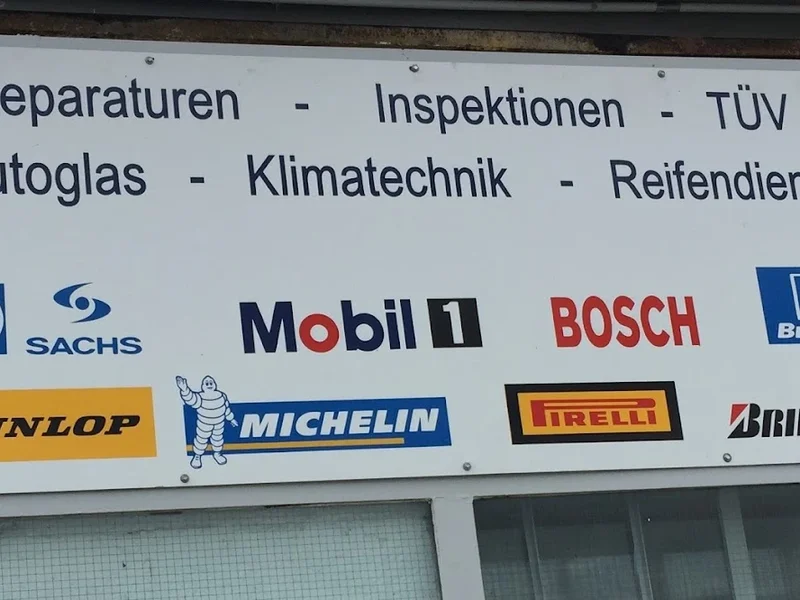 eparaturen - Inspektionen - TÜV
utoglas - Klimatechnik - Reifendien
SACHS Mobil 1 BOSCH
UNLOP MICHELIN PIRELLI BRI